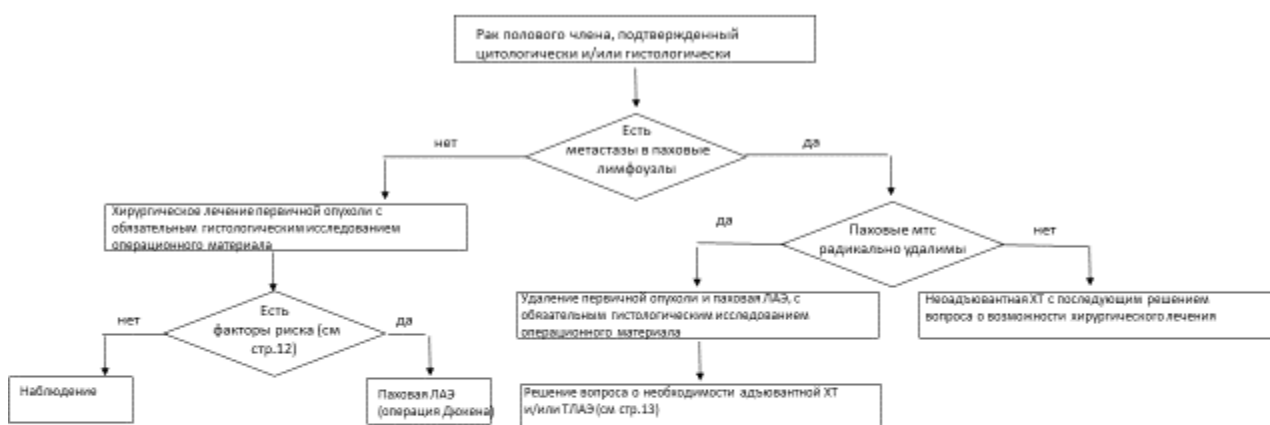 Рак полового члена, подтвержденный
цитологически и/или гистологически
Есть
метастазы в паховые
лимфоузлы
нет
да
Хирургическое лечение первичной опухоли с
обязательным гистологическим исследованием
операционного материала
Паховые мтс
радикально удалимы
да
нет
Удаление первичной опухоли и паховая ЛАЭ, с
обязательным гистологическим исследованием
операционного материала
Неоадъювантная ХТ с последующим решением
вопроса о возможности хирургического лечения
Есть
факторы риска (см
стр.12)
нет
да
Наблюдение
Паховая ЛАЭ
(операция Дюкена)
Решение вопроса о необходимости адъювантной ХТ
и/или ТЛАЭ (см стр.13)